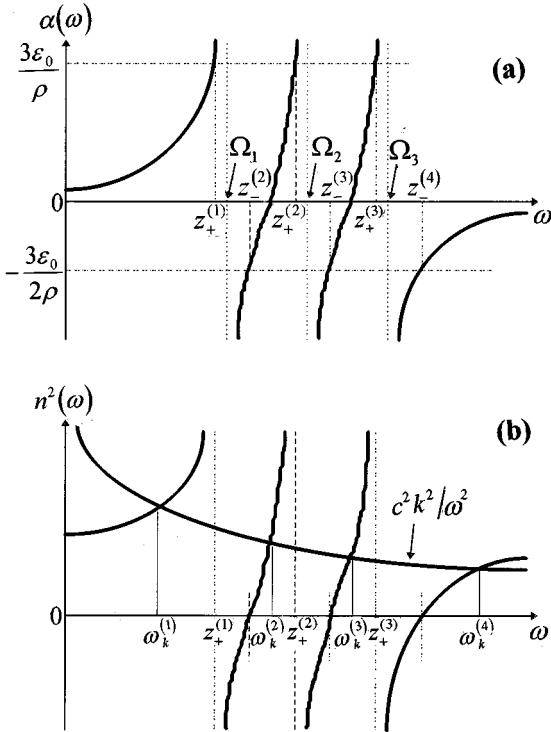 α(ω)
(a)
3ε₀/ρ
Ω₁ Ω₂ Ω₃
z₋⁽²⁾ z₋⁽³⁾ z₋⁽⁴⁾
0
ω
z₊⁽¹⁾ z₊⁽²⁾ z₊⁽³⁾
−3ε₀/2ρ
n²(ω)
(b)
c²k²/ω²
0
ω_k⁽¹⁾ z₊⁽¹⁾ ω_k⁽²⁾ z₊⁽²⁾ ω_k⁽³⁾ z₊⁽³⁾ ω_k⁽⁴⁾ ω